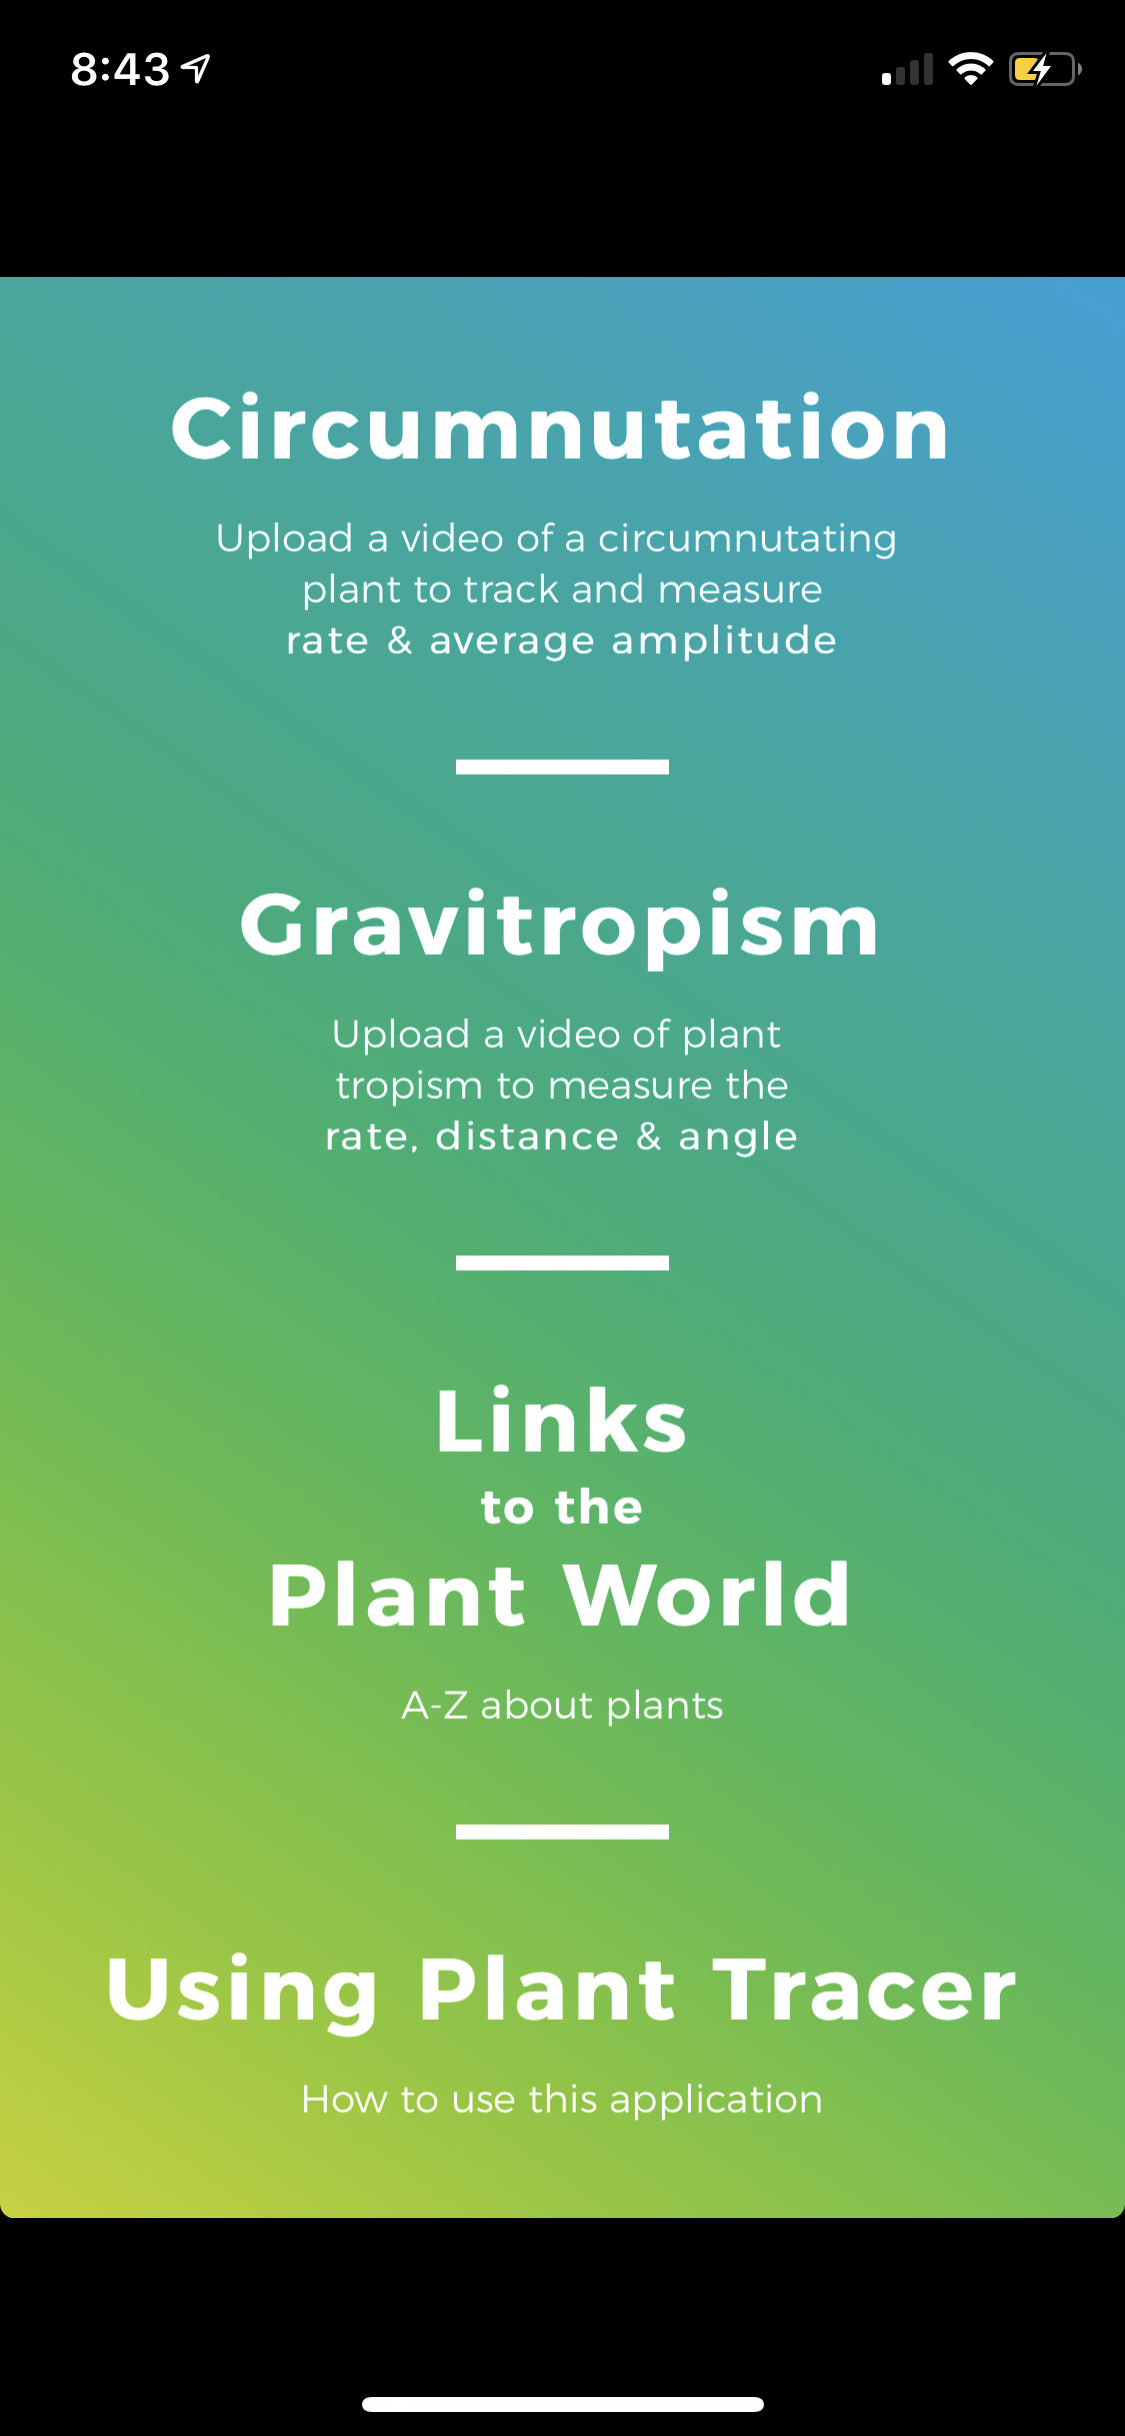 8:43
Circumnutation
Upload a video of a circumnutating
plant to track and measure
rate & average amplitude
Gravitropism
Upload a video of plant
tropism to measure the
rate, distance & angle
Links
to the
Plant World
A-Z about plants
Using Plant Tracer
How to use this application